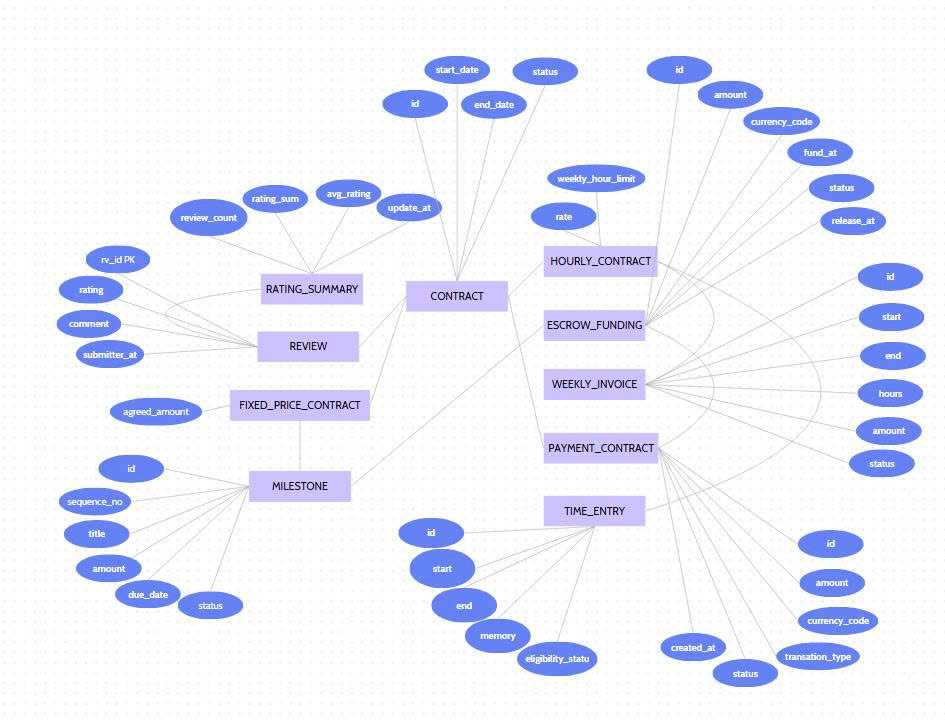 id
start_date
status
amount
id
end_date
currency_code
fund_at
weekly_hour_limit
status
rating_sum
avg_rating
update_at
review_count
rate
release_at
rv_id PK
HOURLY_CONTRACT
id
rating
RATING_SUMMARY
CONTRACT
start
comment
ESCROW_FUNDING
REVIEW
submitter_at
end
WEEKLY_INVOICE
hours
agreed_amount
FIXED_PRICE_CONTRACT
amount
PAYMENT_CONTRACT
id
status
MILESTONE
sequence_no
TIME_ENTRY
title
id
id
amount
start
amount
due_date
status
end
currency_code
memory
created_at
transation_type
eligibility_statu
status